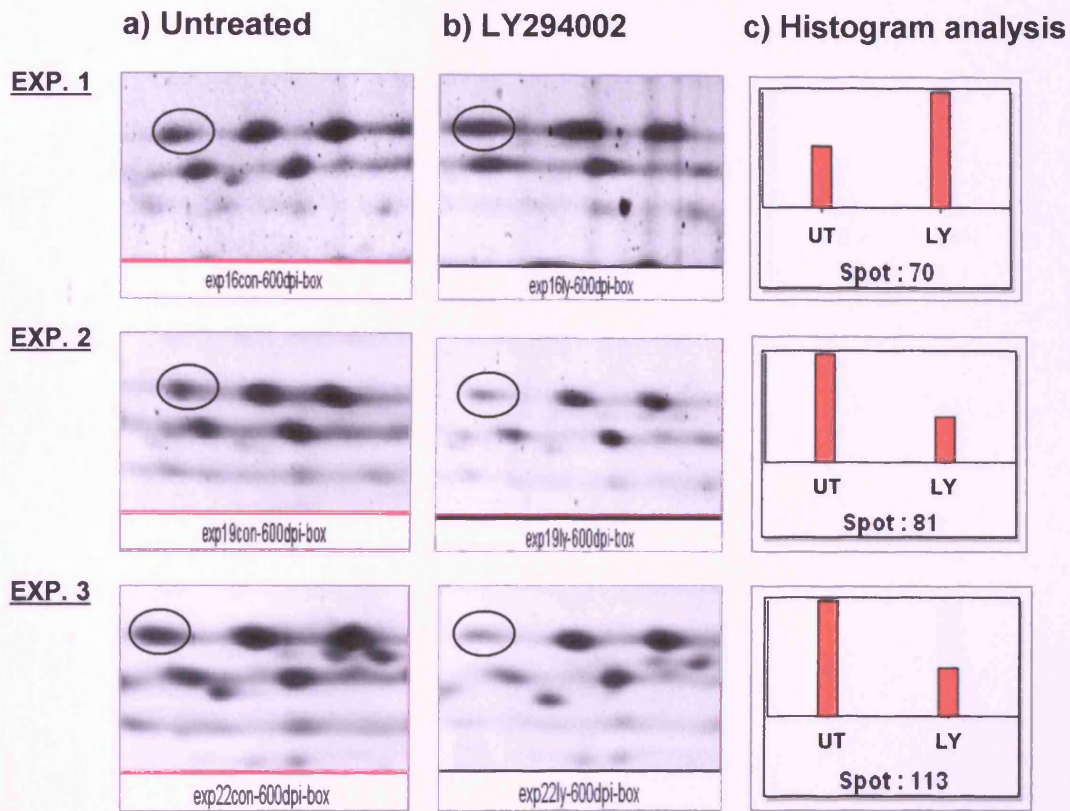 a) Untreated b) LY294002 c) Histogram analysis
EXP. 1
UT LY
Spot : 70
exp16con-600dpi-box exp16ly-600dpi-box
EXP. 2
UT LY
Spot : 81
exp19con-600dpi-box exp19ly-600dpi-box
EXP. 3
UT LY
Spot : 113
exp22con-600dpi-box exp22ly-600dpi-box